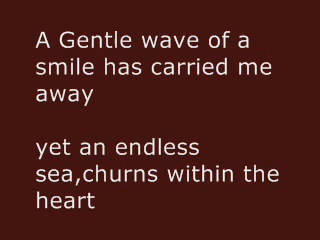 A Gentle wave of a
smile has carried me
away
yet an endless
sea,churns within the
heart